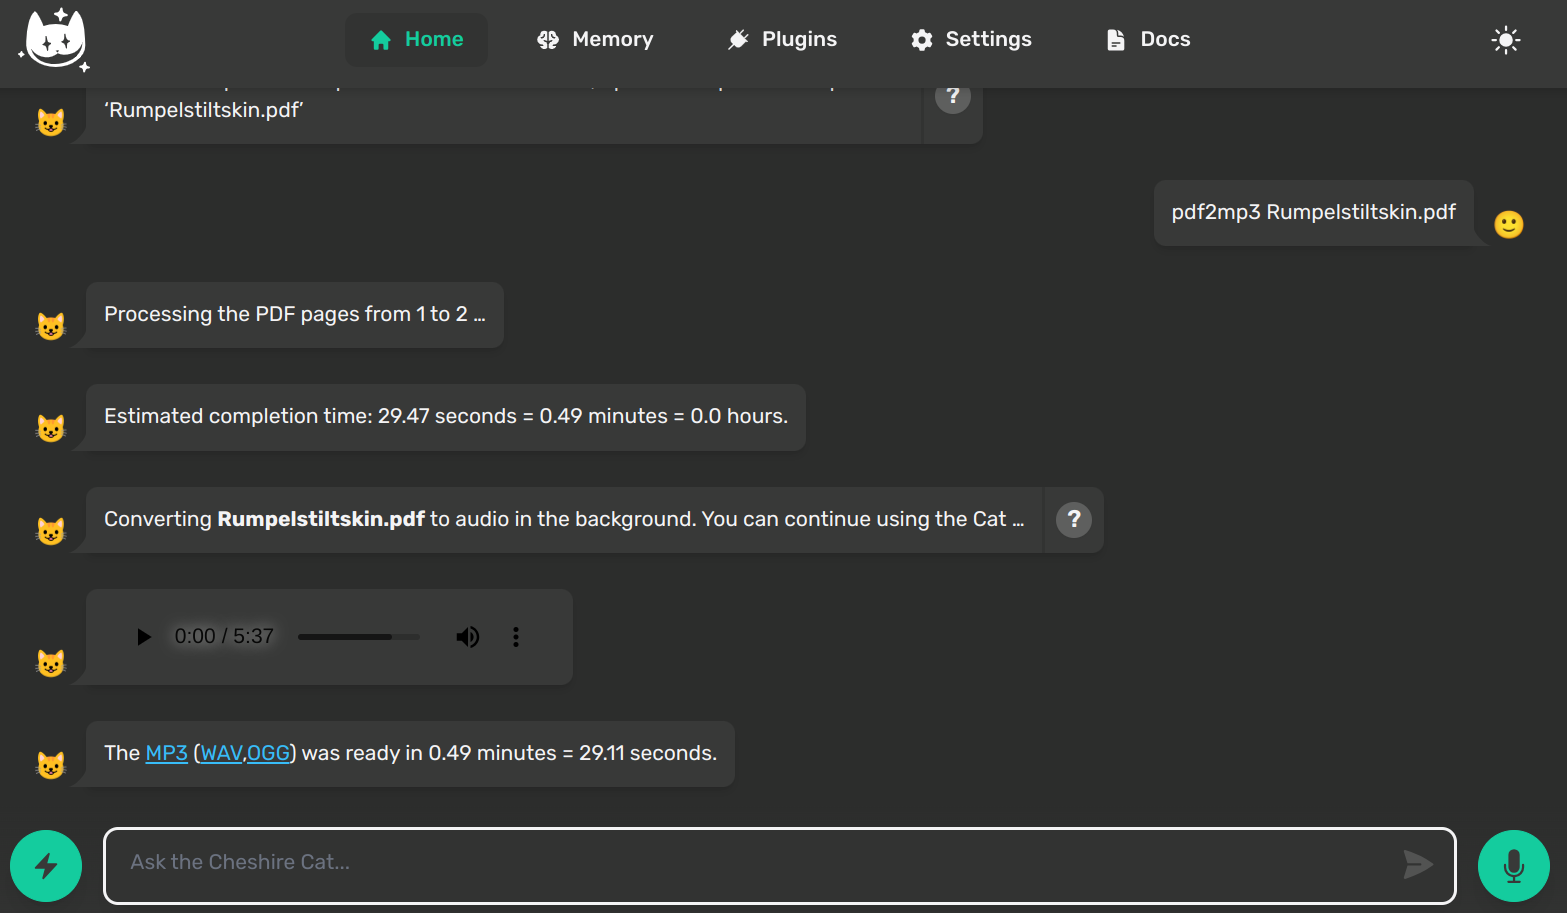 Home
Memory
Plugins
Settings
Docs
‘Rumpelstiltskin.pdf’
?
pdf2mp3 Rumpelstiltskin.pdf
Processing the PDF pages from 1 to 2 ...
Estimated completion time: 29.47 seconds = 0.49 minutes = 0.0 hours.
Converting Rumpelstiltskin.pdf to audio in the background. You can continue using the Cat ...
?
0:00 / 5:37
The MP3 (WAV,OGG) was ready in 0.49 minutes = 29.11 seconds.
Ask the Cheshire Cat...